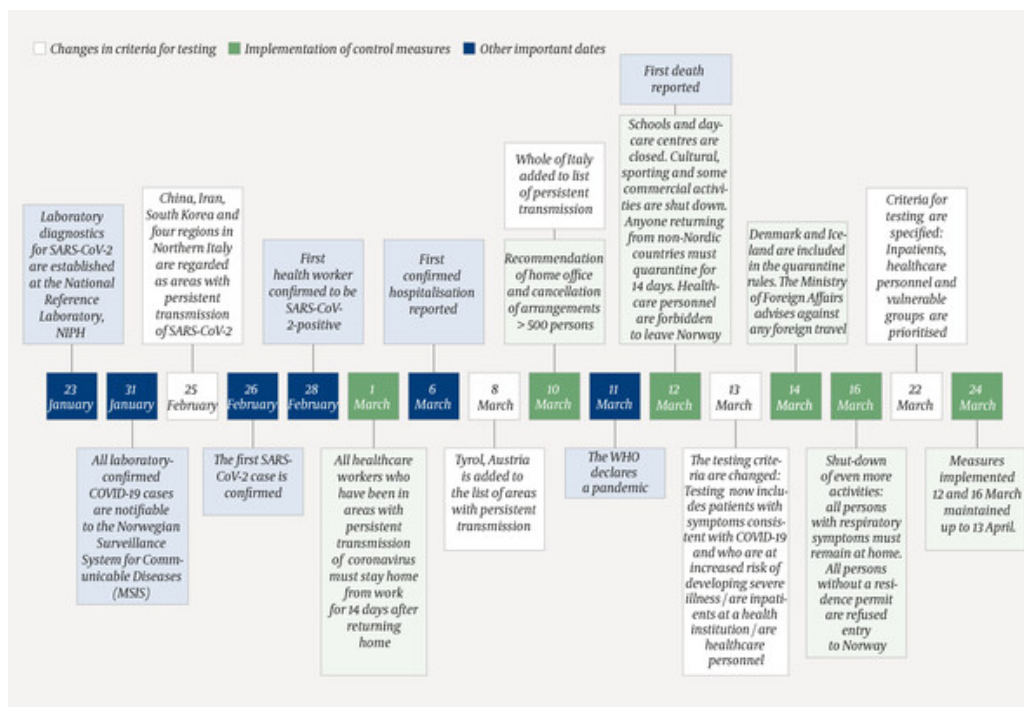 Changes in criteria for testing
Implementation of control measures
Other important dates
First death
reported
Schools and day-
care centres are
closed. Cultural,
sporting and some
commercial activi-
ties are shut down.
Anyone returning
from non-Nordic
countries must
quarantine for
14 days. Health-
care personnel
are forbidden
to leave Norway
Whole of Italy
added to list
of persistent
transmission
Recommendation
of home office
and cancellation
of arrangements
> 500 persons
Laboratory
diagnostics
for SARS-CoV-2
are established
at the National
Reference
Laboratory,
NIPH
China, Iran,
South Korea and
four regions in
Northern Italy
are regarded
as areas with
persistent
transmission
of SARS-CoV-2
First
health worker
confirmed to be
SARS-CoV-
2-positive
First
confirmed
hospitalisation
reported
Denmark and Ice-
land are included
in the quarantine
rules. The Ministry
of Foreign Affairs
advises against
any foreign travel
Criteria for
testing are
specified:
Inpatients,
healthcare
personnel and
vulnerable
groups are
prioritised
23
January
31
January
25
February
26
February
28
February
1
March
6
March
8
March
10
March
11
March
12
March
13
March
14
March
16
March
22
March
24
March
All laboratory-
confirmed
COVID-19 cases
are notifiable
to the Norwegian
Surveillance
System for Comm-
unicable Diseases
(MSIS)
The first SARS-
CoV-2 case is
confirmed
All healthcare
workers who
have been in
areas with
persistent
transmission
of coronavirus
must stay home
from work
for 14 days after
returning
home
Tyrol, Austria
is added to
the list of areas
with persistent
transmission
The WHO
declares
a pandemic
The testing crite-
ria are changed:
Testing now inclu-
des patients with
symptoms consis-
tent with COVID-19
and who are at
increased risk of
developing severe
illness / are inpati-
ents at a health
institution / are
healthcare
personnel
Shut-down
of even more
activities:
all persons
with respiratory
symptoms must
remain at home.
All persons
without a resi-
dence permit
are refused
entry
to Norway
Measures
implemented
12 and 16 March
maintained
up to 13 April.